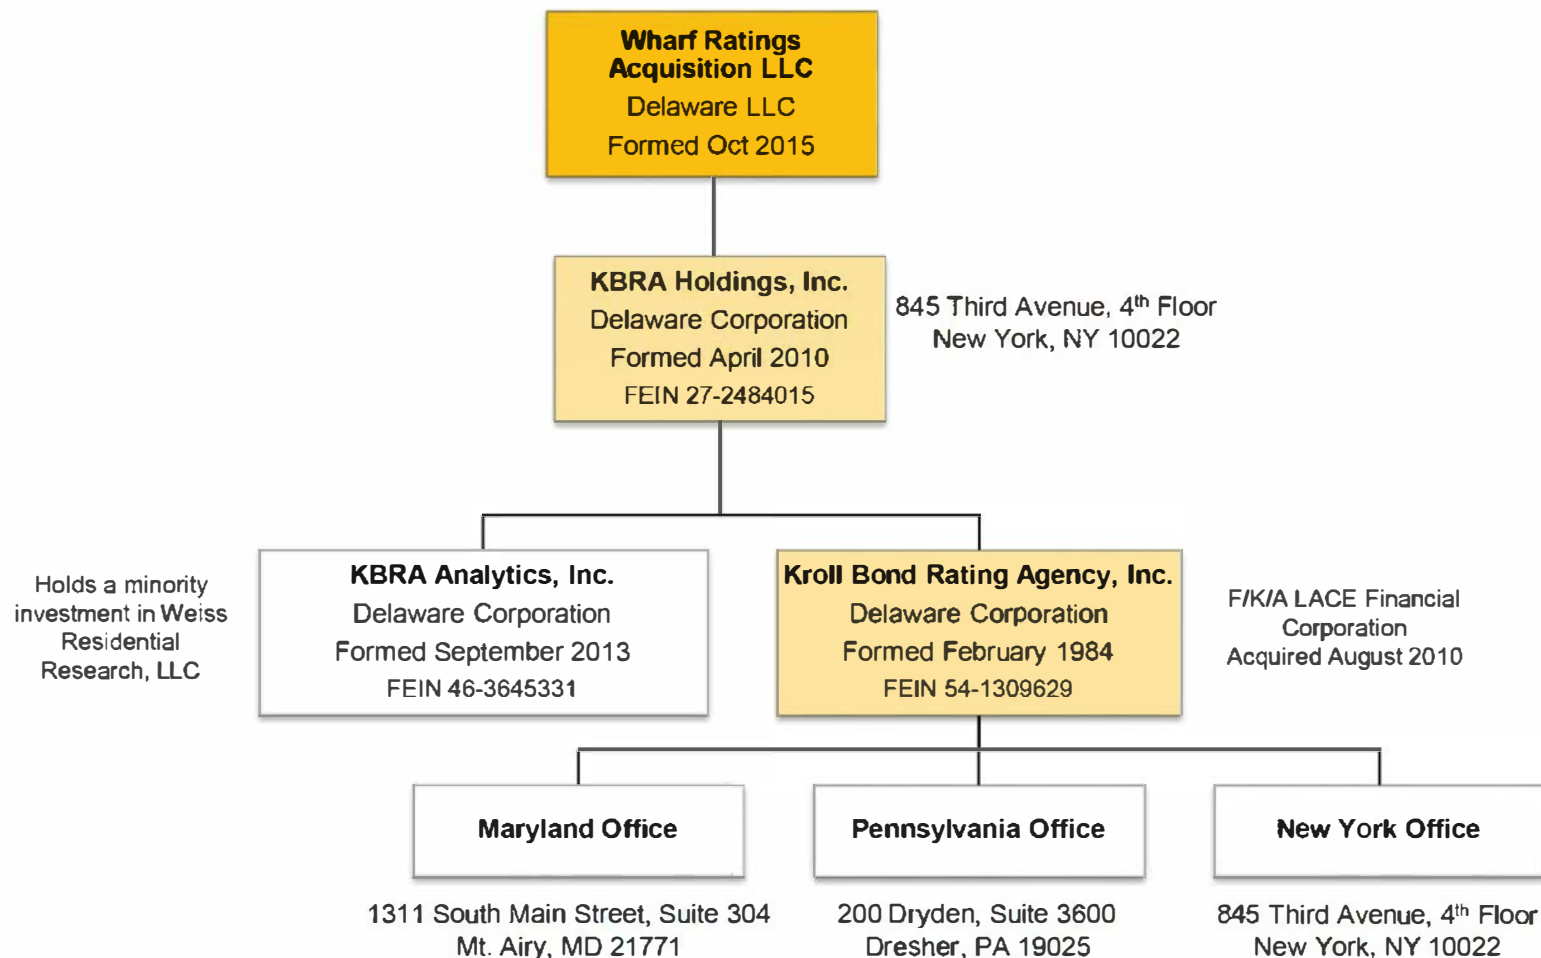 Wharf Ratings
Acquisition LLC
Delaware LLC
Formed Oct 2015
KBRA Holdings, Inc.
Delaware Corporation
Formed April 2010
FEIN 27-2484015
845 Third Avenue, 4th Floor
New York, NY 10022
Holds a minority
investment in Weiss
Residential
Research, LLC
KBRA Analytics, Inc.
Delaware Corporation
Formed September 2013
FEIN 46-3645331
Kroll Bond Rating Agency, Inc.
Delaware Corporation
Formed February 1984
FEIN 54-1309629
F/K/A LACE Financial
Corporation
Acquired August 2010
Maryland Office
1311 South Main Street, Suite 304
Mt. Airy, MD 21771
Pennsylvania Office
200 Dryden, Suite 3600
Dresher, PA 19025
New York Office
845 Third Avenue, 4th Floor
New York, NY 10022